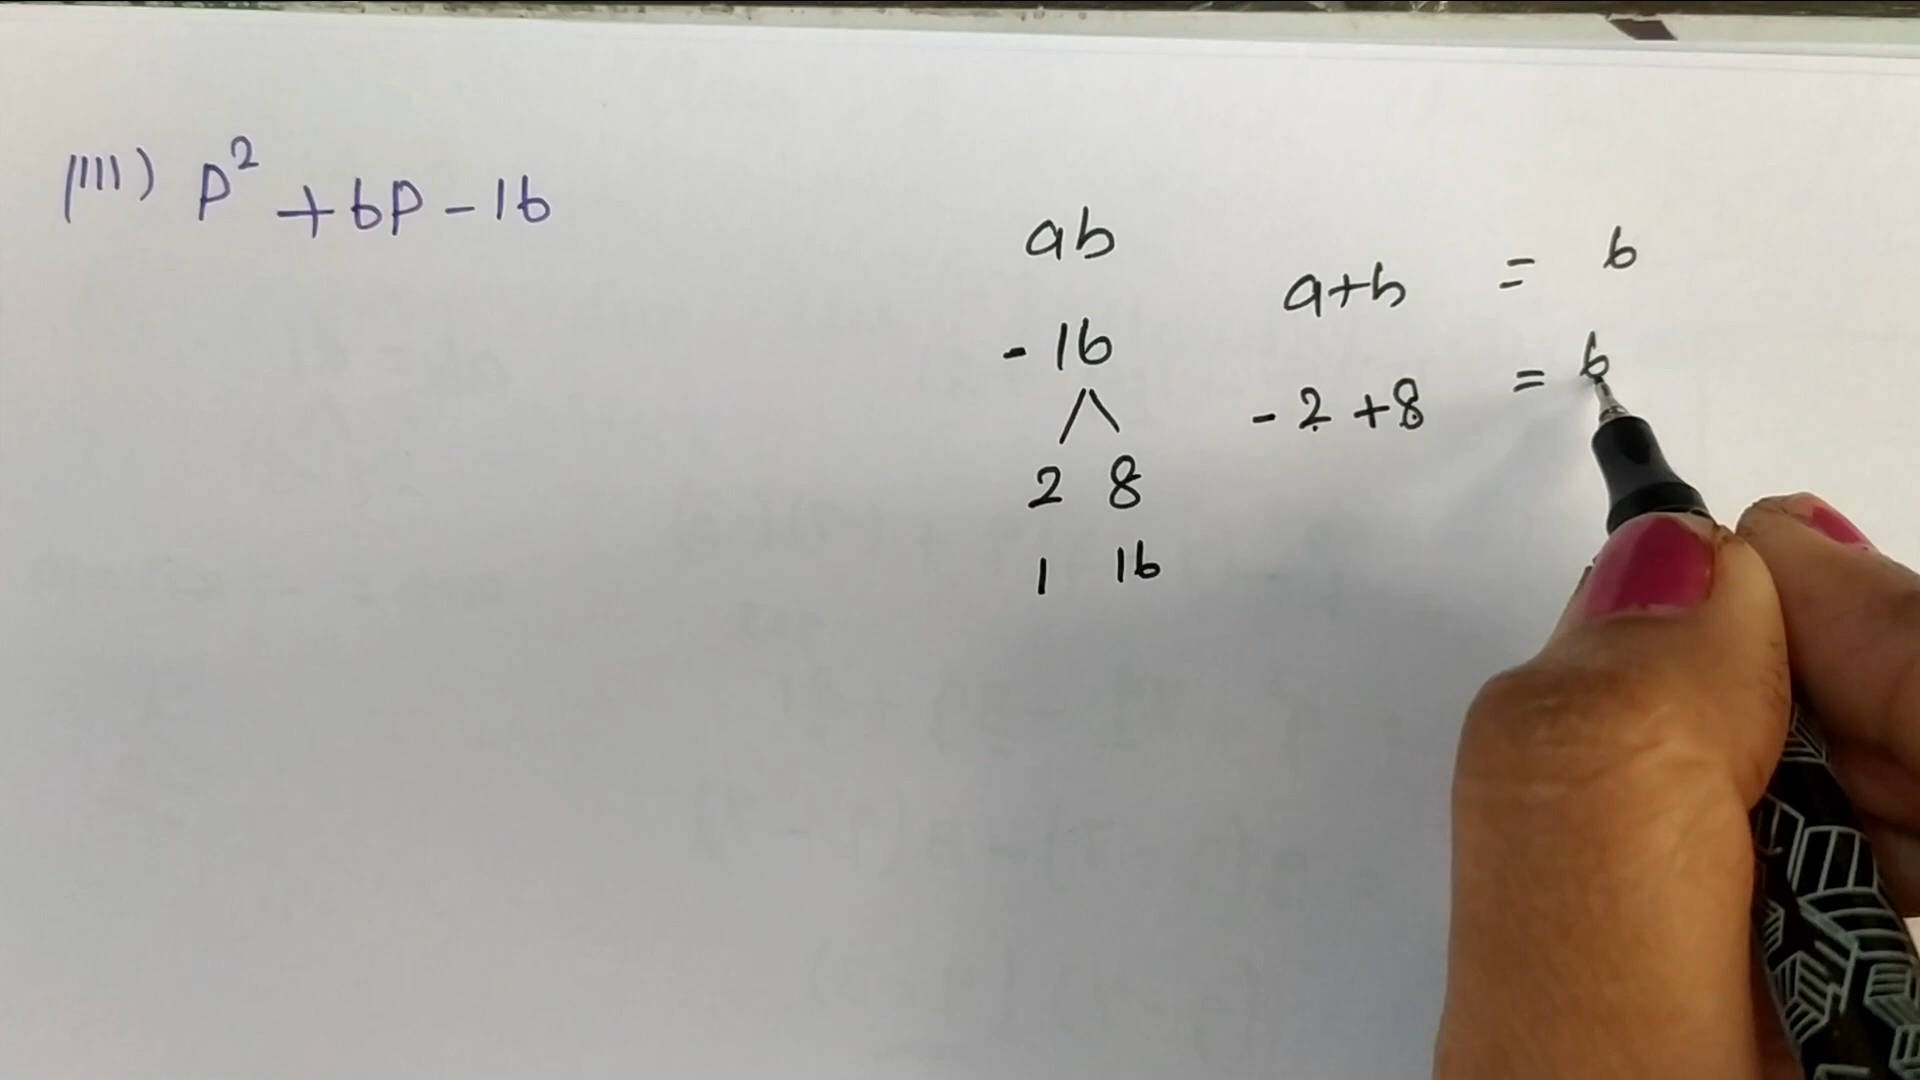 (iii) p² + 6p - 16
ab a+b = 6
- 16
- 2 + 8 = 6
2 8
1 16